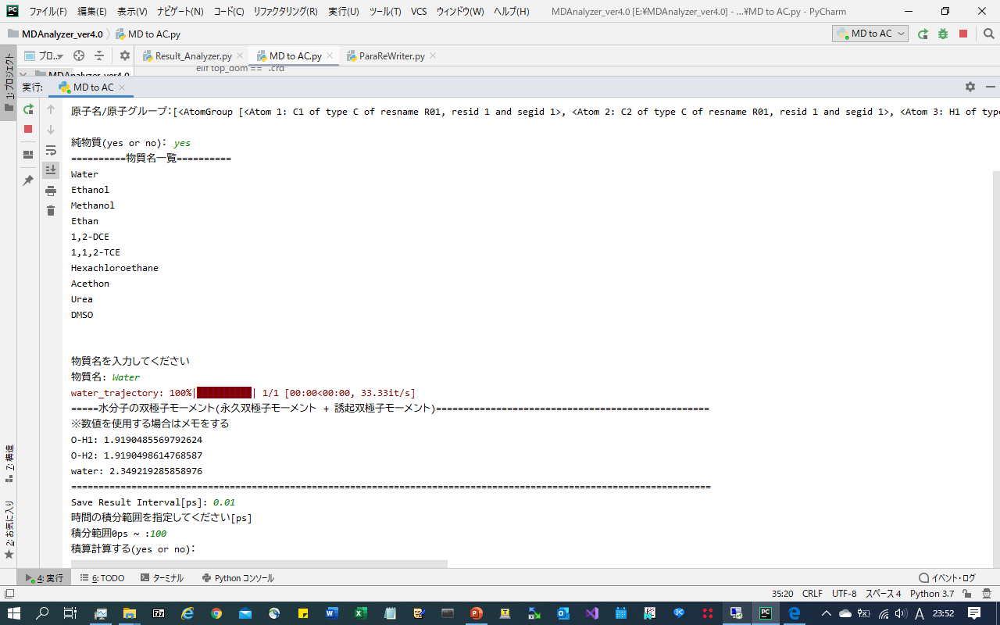 ファイル(F) 編集(E) 表示(V) ナビゲート(N) コード(C) リファクタリング(R) 実行(U) ツール(T) VCS ウィンドウ(W) ヘルプ(H) MDAnalyzer_ver4.0 [E:¥MDAnalyzer_ver4.0] - ...¥MD to AC.py - PyCharm
MDAnalyzer_ver4.0 MD to AC.py MD to AC
プロ... Result_Analyzer.py MD to AC.py ParaReWriter.py
MDAnalyzer_ver4.0 elif top_dom == ".crd
1: プロジェクト
実行: MD to AC
原子名/原子グループ:[<AtomGroup [<Atom 1: C1 of type C of resname R01, resid 1 and segid 1>, <Atom 2: C2 of type C of resname R01, resid 1 and segid 1>, <Atom 3: H1 of type
純物質(yes or no): yes
==========物質名一覧==========
Water
Ethanol
Methanol
Ethan
1,2-DCE
1,1,2-TCE
Hexachloroethane
Acethon
Urea
DMSO
物質名を入力してください
物質名: Water
water_trajectory: 100%|██████████| 1/1 [00:00<00:00, 33.33it/s]
=====水分子の双極子モーメント(永久双極子モーメント + 誘起双極子モーメント)==================================================
※数値を使用する場合はメモをする
O-H1: 1.9190485569792624
O-H2: 1.9190498614768587
water: 2.349219285858976
=====================================================================================================================
Save Result Interval[ps]: 0.01
時間の積分範囲を指定してください[ps]
積分範囲0ps ~ :100
積算計算する(yes or no):
7: 構造
2: お気に入り
4: 実行 6: TODO ターミナル Python コンソール イベント・ログ
35:20 CRLF UTF-8 スペース 4 Python 3.7
A 23:52